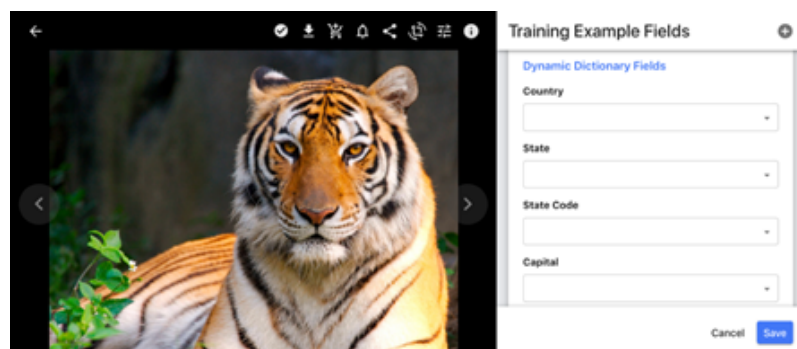 Training Example Fields
Dynamic Dictionary Fields
Country
State
State Code
Capital
Cancel Save